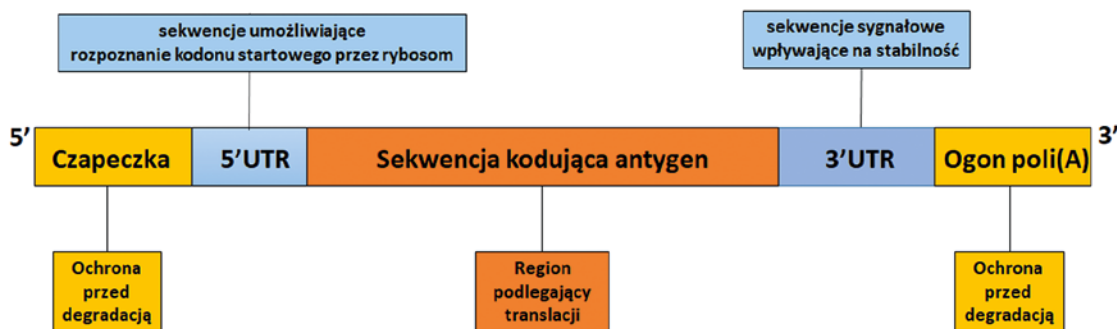 sekwencje umożliwiające
rozpoznanie kodonu startowego przez rybosom
sekwencje sygnałowe
wpływające na stabilność
5’
Czapeczka
5’UTR
Sekwencja kodująca antygen
3’UTR
Ogon poli(A)
3’
Ochrona
przed
degradacją
Region
podlegający
translacji
Ochrona
przed
degradacją